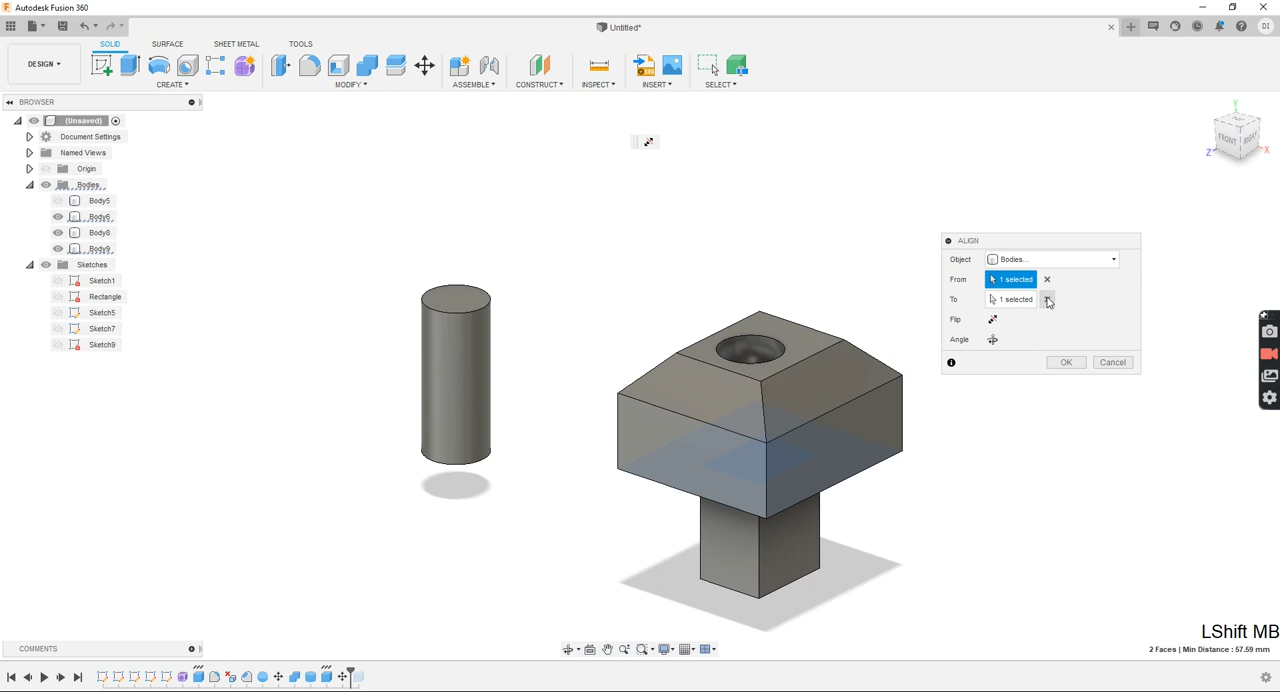 Autodesk Fusion 360
Untitled*
DI
SOLID SURFACE SHEET METAL TOOLS
DESIGN
CREATE MODIFY ASSEMBLE CONSTRUCT INSPECT INSERT SELECT
BROWSER
(Unsaved)
Document Settings
Named Views
Origin
Bodies
Body5
Body6
Body8
Body9
Sketches
Sketch1
Rectangle
Sketch5
Sketch7
Sketch9
Y
FRONT RIGHT
Z X
ALIGN
Object Bodies...
From 1 selected
To 1 selected
Flip
Angle
OK Cancel
LShift MB
COMMENTS
2 Faces | Min Distance : 57.59 mm